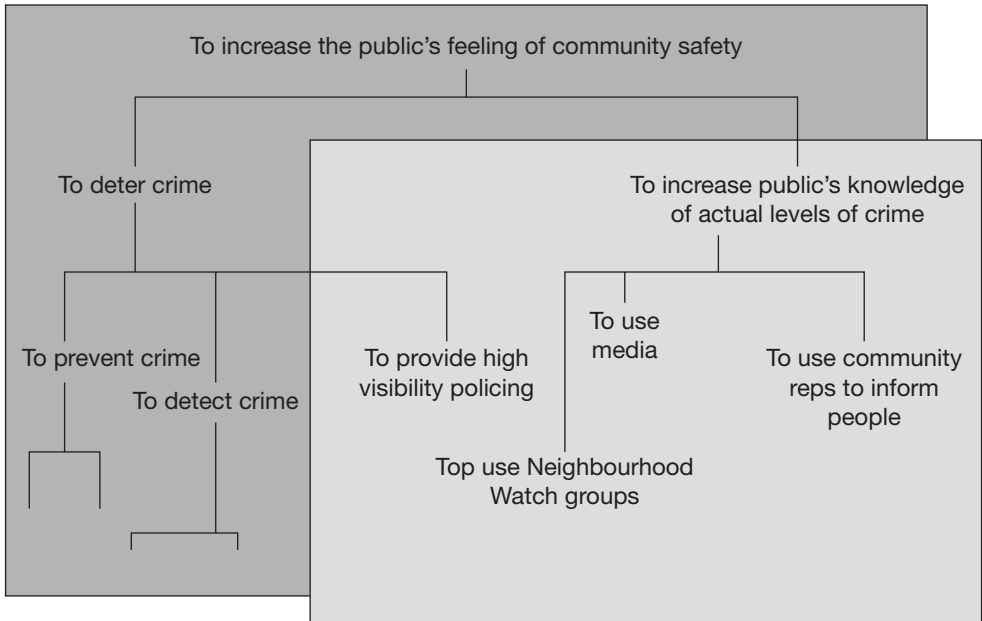 To increase the public’s feeling of community safety
To deter crime
To increase public’s knowledge
of actual levels of crime
To prevent crime
To detect crime
To provide high
visibility policing
To use
media
To use community
reps to inform
people
Top use Neighbourhood
Watch groups